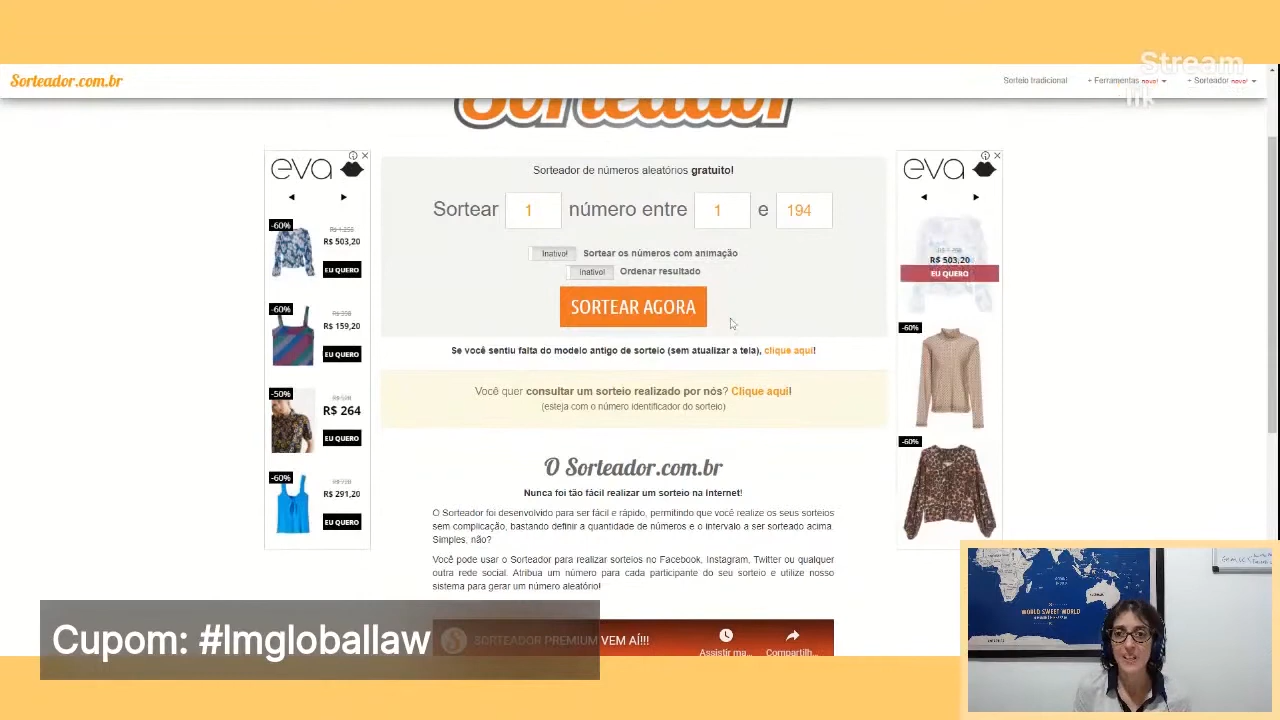 Stream
Sorteador.com.br
Sorteio tradicional
+ Ferramentas novo!
+ Sorteador novo!
Sorteador
eva
-60%
R$ 503,20
EU QUERO
-60%
R$ 159,20
EU QUERO
-50%
R$ 264
EU QUERO
-60%
R$ 291,20
EU QUERO
Sorteador de números aleatórios gratuito!
Sortear 1 número entre 1 e 194
Inativo! Sortear os números com animação
Inativo! Ordenar resultado
SORTEAR AGORA
Se você sentiu falta do modelo antigo de sorteio (sem atualizar a tela), clique aqui!
Você quer consultar um sorteio realizado por nós? Clique aqui!
(esteja com o número identificador do sorteio)
O Sorteador.com.br
Nunca foi tão fácil realizar um sorteio na Internet!
O Sorteador foi desenvolvido para ser fácil e rápido, permitindo que você realize os seus sorteios
sem complicação, bastando definir a quantidade de números e o intervalo a ser sorteado acima.
Simples, não?
Você pode usar o Sorteador para realizar sorteios no Facebook, Instagram, Twitter ou qualquer
outra rede social. Atribua um número para cada participante do seu sorteio e utilize nosso
sistema para gerar um número aleatório!
S SORTEADOR PREMIUM VEM AÍ!!!
Assistir ma...
Compartilh...
eva
R$ 503,20
EU QUERO
-60%
-60%
Cupom: #lmgloballaw
WORLD SWEET WORLD